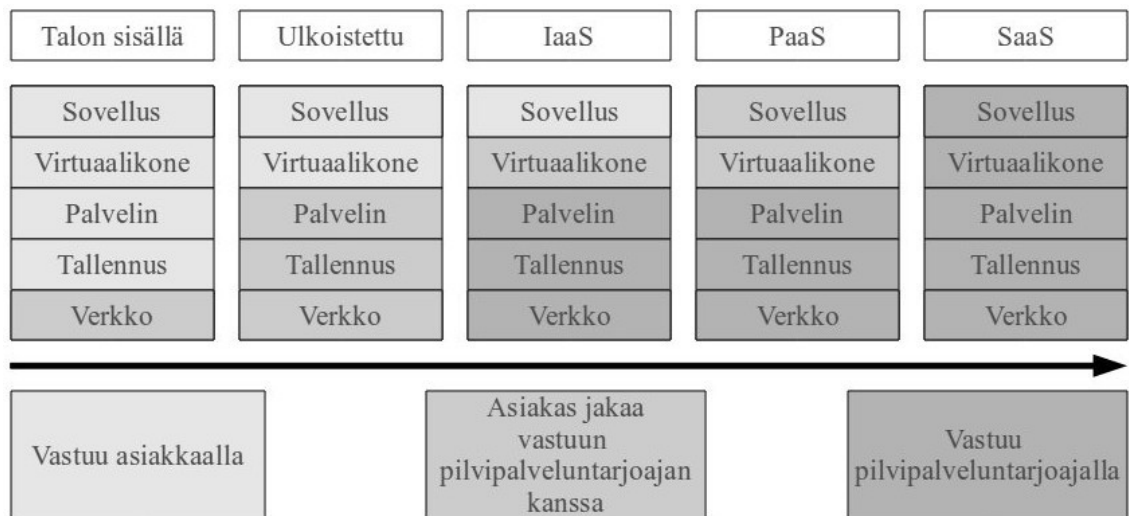 Talon sisällä Ulkoistettu IaaS PaaS SaaS
Sovellus Sovellus Sovellus Sovellus Sovellus
Virtuaalikone Virtuaalikone Virtuaalikone Virtuaalikone Virtuaalikone
Palvelin Palvelin Palvelin Palvelin Palvelin
Tallennus Tallennus Tallennus Tallennus Tallennus
Verkko Verkko Verkko Verkko Verkko
Vastuu asiakkaalla
Asiakas jakaa
vastuun
pilvipalveluntarjoajan
kanssa
Vastuu
pilvipalveluntarjoajalla